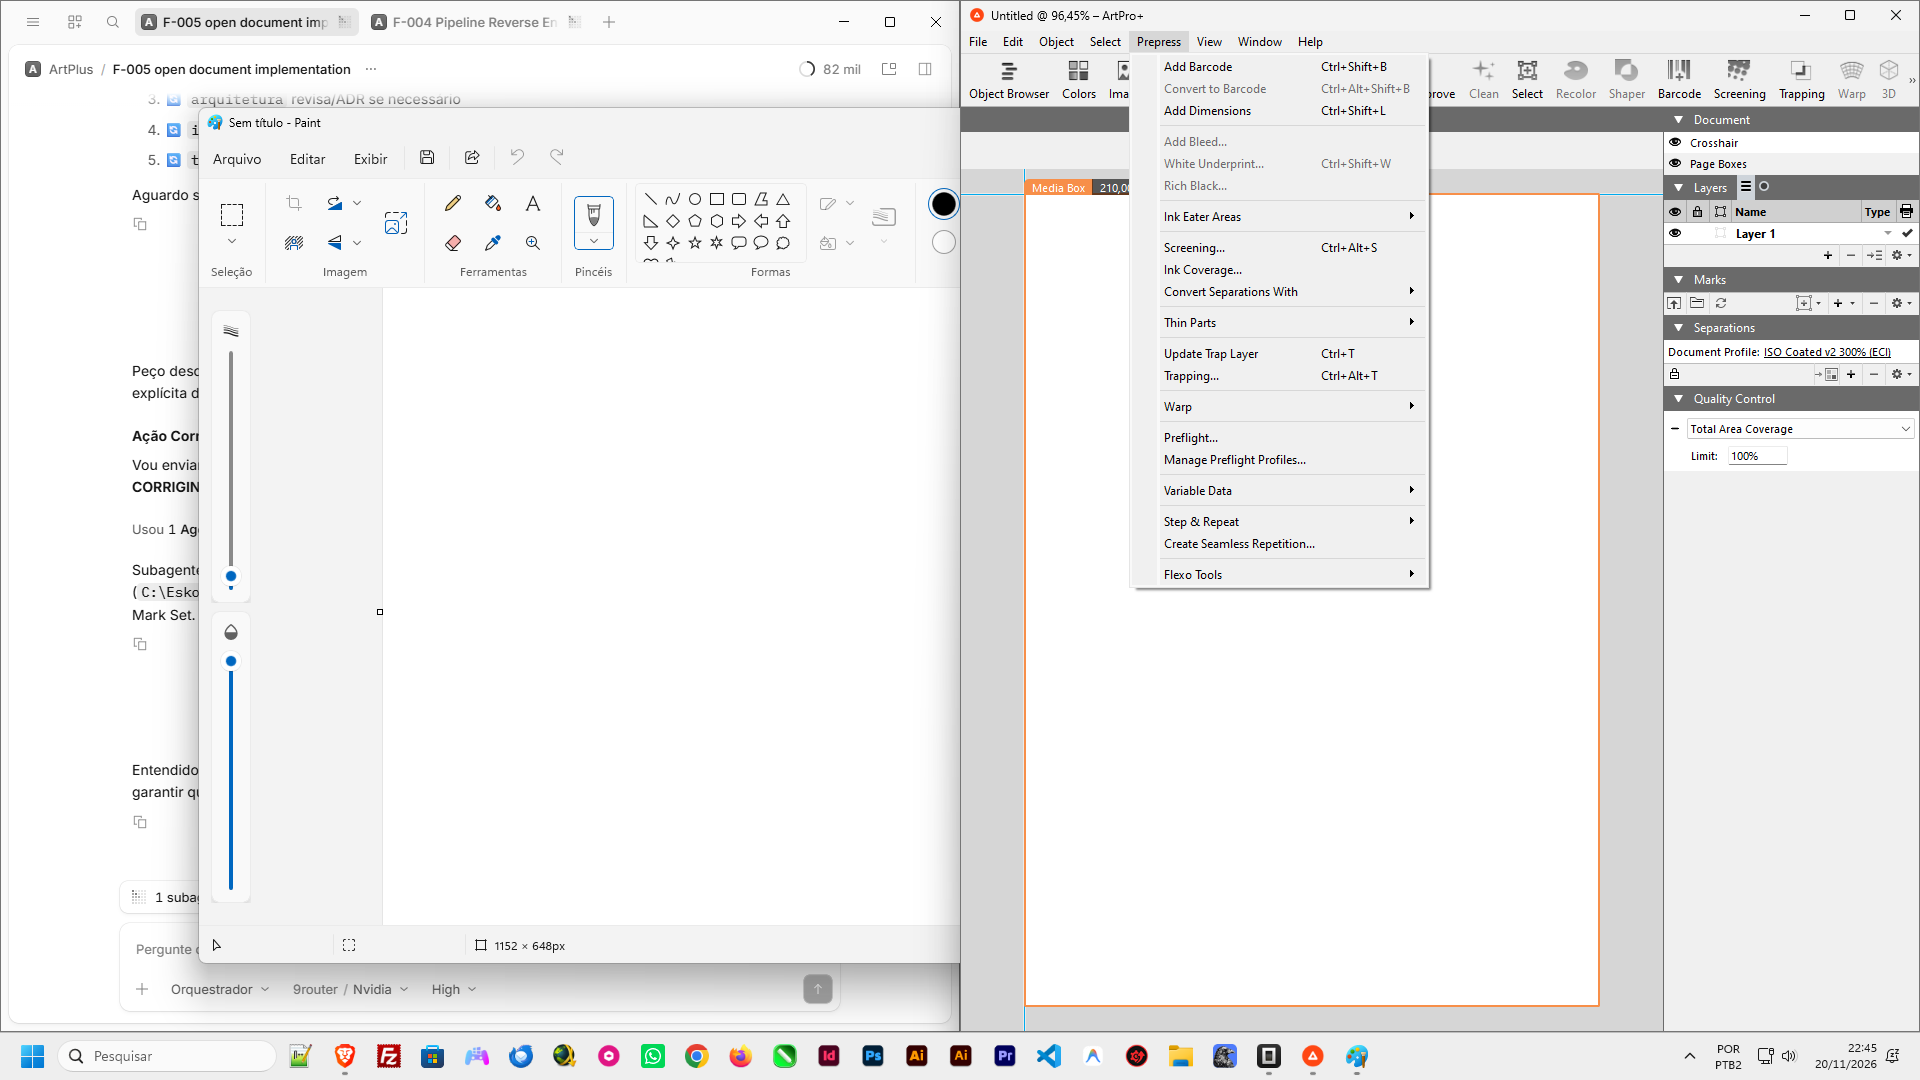 F-005 open document imp
F-004 Pipeline Reverse En
ArtPlus / F-005 open document implementation
82 mil
3. arquitetura revisa/ADR se necessário
4.
5.
Aguardo
Peço
explícita
Ação
Vou
Usou 1
Subagente
(C:\Esko
Mark Set.
Entendido
garantir
1
Pergunte
Orquestrador
9router / Nvidia
High
Sem título - Paint
Arquivo
Editar
Exibir
Seleção
Imagem
Ferramentas
Pincéis
Formas
1152 × 648px
Untitled @ 96,45% – ArtPro+
File Edit Object Select Prepress View Window Help
Object Browser
Colors
Clean
Select
Recolor
Shaper
Barcode
Screening
Trapping
Warp
3D
Media Box
Add Barcode Ctrl+Shift+B
Convert to Barcode Ctrl+Alt+Shift+B
Add Dimensions Ctrl+Shift+L
Add Bleed...
White Underprint... Ctrl+Shift+W
Rich Black...
Ink Eater Areas
Screening... Ctrl+Alt+S
Ink Coverage...
Convert Separations With
Thin Parts
Update Trap Layer Ctrl+T
Trapping... Ctrl+Alt+T
Warp
Preflight...
Manage Preflight Profiles...
Variable Data
Step & Repeat
Create Seamless Repetition...
Flexo Tools
Document
Crosshair
Page Boxes
Layers
Name Type
Layer 1
Marks
Separations
Document Profile: ISO Coated v2 300% (ECI)
Quality Control
Total Area Coverage
Limit: 100%
Pesquisar
POR
PTB2
22:45
20/11/2026